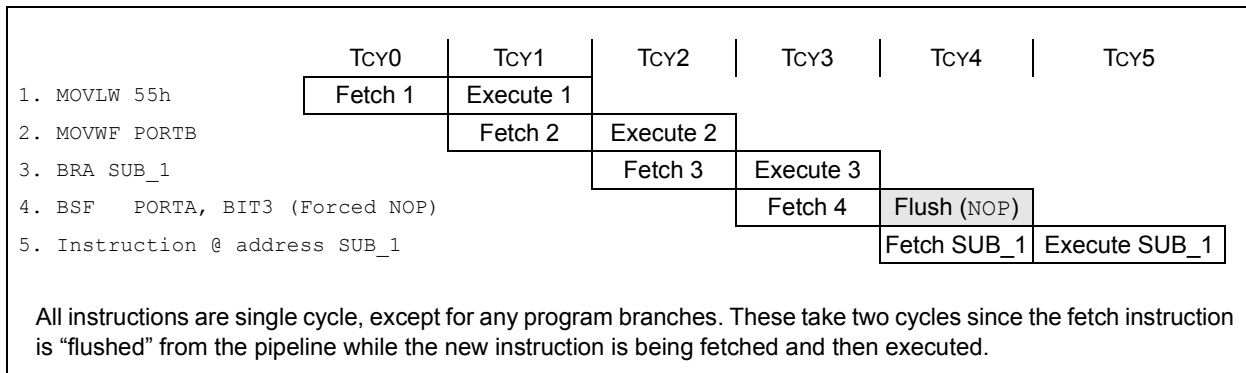 TCY0 TCY1 TCY2 TCY3 TCY4 TCY5
1. MOVLW 55h Fetch 1 Execute 1
2. MOVWF PORTB Fetch 2 Execute 2
3. BRA SUB_1 Fetch 3 Execute 3
4. BSF PORTA, BIT3 (Forced NOP) Fetch 4 Flush (NOP)
5. Instruction @ address SUB_1 Fetch SUB_1 Execute SUB_1
All instructions are single cycle, except for any program branches. These take two cycles since the fetch instruction
is “flushed” from the pipeline while the new instruction is being fetched and then executed.